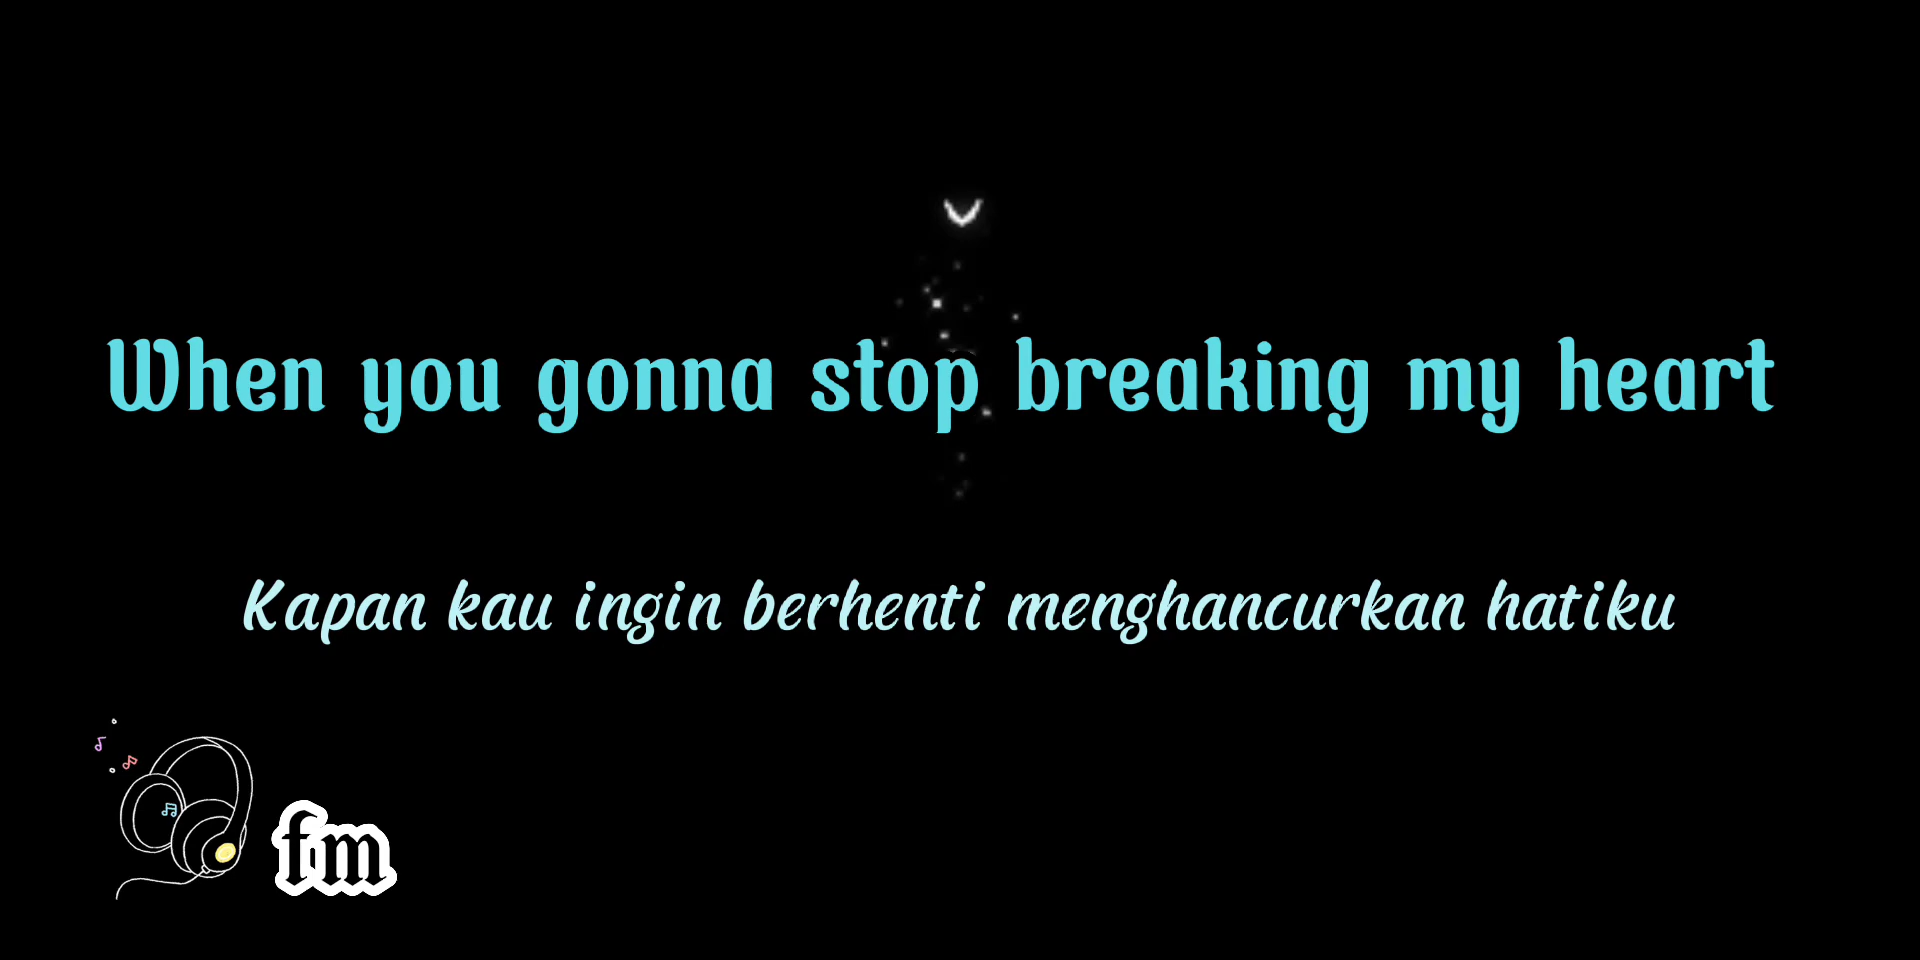 When you gonna stop breaking my heart
Kapan kau ingin berhenti menghancurkan hatiku
fm